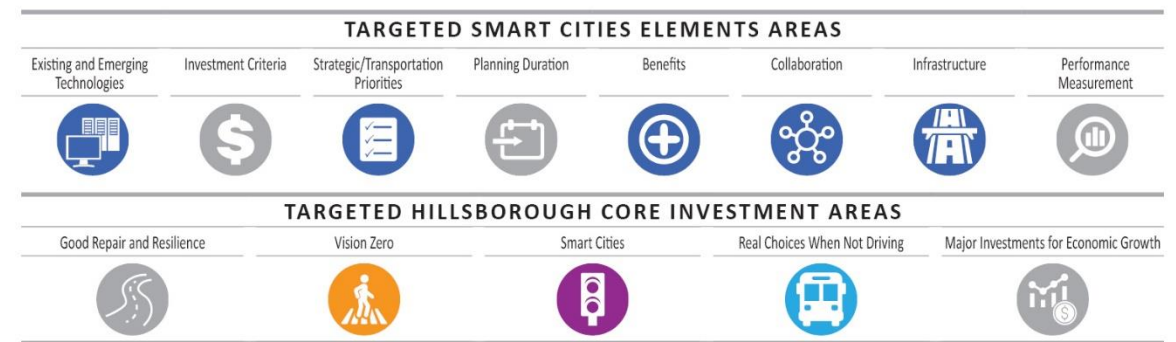 TARGETED SMART CITIES ELEMENTS AREAS
Existing and Emerging Technologies
Investment Criteria
Strategic/Transportation Priorities
Planning Duration
Benefits
Collaboration
Infrastructure
Performance Measurement
$
TARGETED HILLSBOROUGH CORE INVESTMENT AREAS
Good Repair and Resilience
Vision Zero
Smart Cities
Real Choices When Not Driving
Major Investments for Economic Growth
$